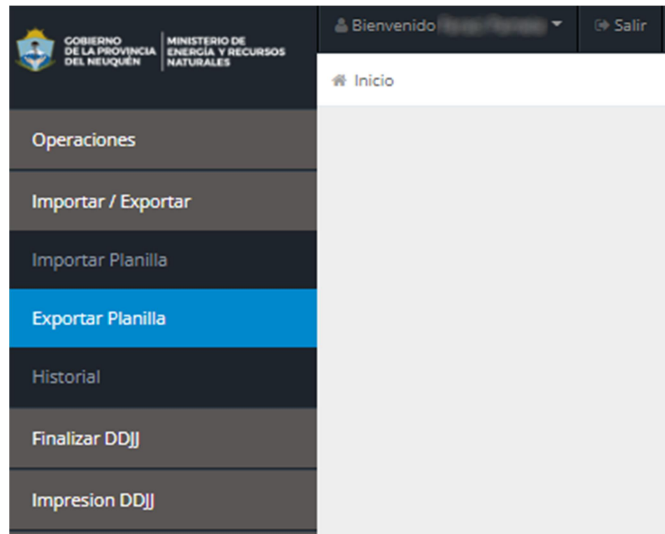 GOBIERNO
DE LA PROVINCIA
DEL NEUQUÉN
MINISTERIO DE
ENERGÍA Y RECURSOS
NATURALES
Bienvenido
Salir
Inicio
Operaciones
Importar / Exportar
Importar Planilla
Exportar Planilla
Historial
Finalizar DDJJ
Impresion DDJJ